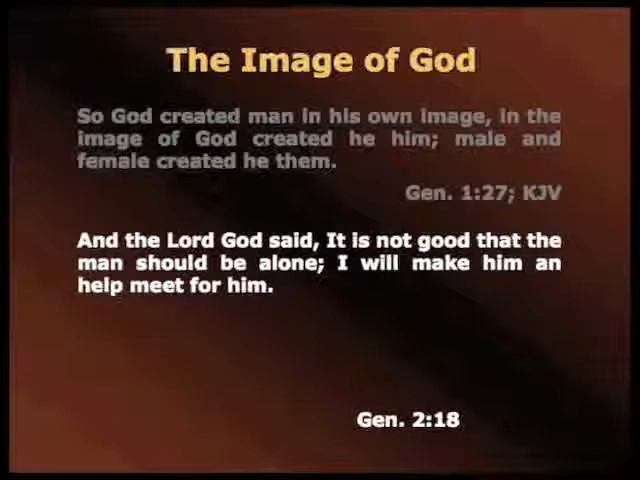 The Image of God
So God created man in his own image, in the
image of God created he him; male and
female created he them.
Gen. 1:27; KJV
And the Lord God said, It is not good that the
man should be alone; I will make him an
help meet for him.
Gen. 2:18